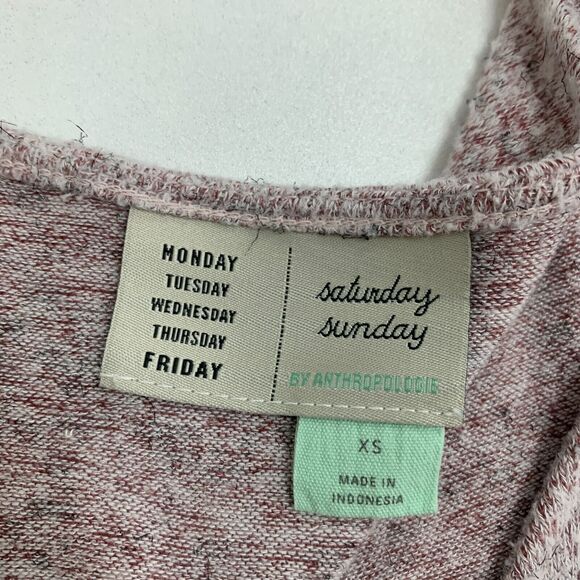 MONDAY
TUESDAY
WEDNESDAY
THURSDAY
FRIDAY
saturday
sunday
BY ANTHROPOLOGIE
XS
MADE IN
INDONESIA